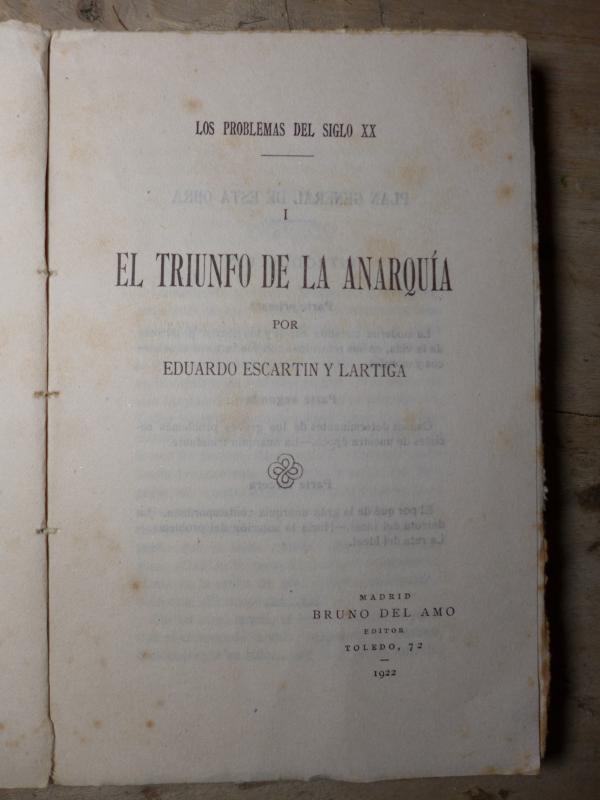 LOS PROBLEMAS DEL SIGLO XX
I
EL TRIUNFO DE LA ANARQUÍA
POR
EDUARDO ESCARTIN Y LARTIGA
MADRID
BRUNO DEL AMO
EDITOR
TOLEDO, 72
1922